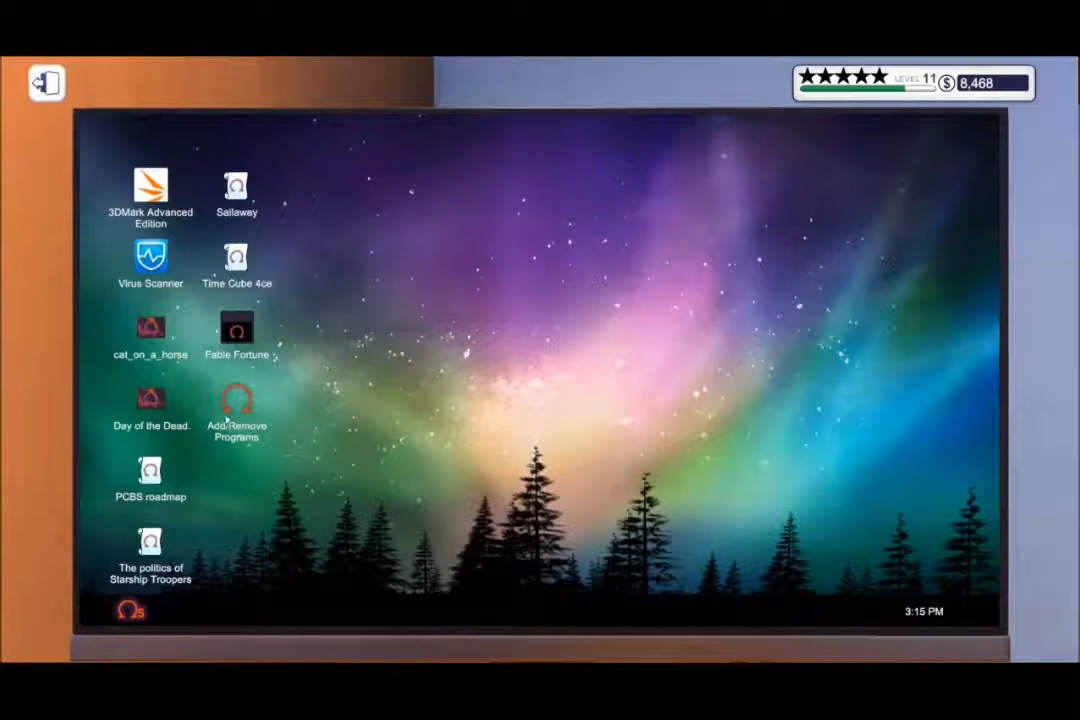 LEVEL 11
$ 8,468
3DMark Advanced
Edition
Sailaway
Virus Scanner
Time Cube 4ce
cat_on_a_horse
Fable Fortune
Day of the Dead.
Add/Remove
Programs
PCBS roadmap
The politics of
Starship Troopers
Ωs
3:15 PM